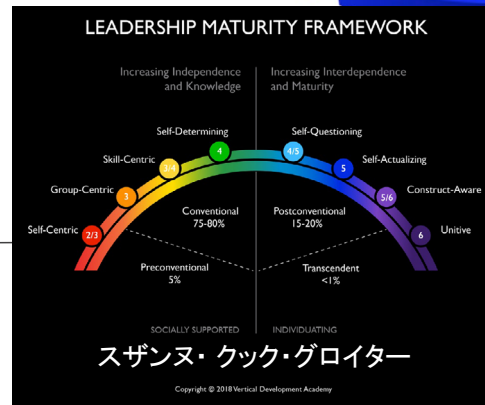 LEADERSHIP MATURITY FRAMEWORK
Increasing Independence
and Knowledge
Increasing Interdependence
and Maturity
Self-Determining
4
Self-Questioning
4/5
Skill-Centric
3/4
Self-Actualizing
5
Group-Centric
3
Construct-Aware
5/6
Conventional
75-80%
Postconventional
15-20%
Self-Centric
2/3
Unitive
6
Preconventional
5%
Transcendent
<1%
SOCIALLY SUPPORTED
INDIVIDUATING
スザンヌ・クック・グロイター
Copyright © 2018 Vertical Development Academy